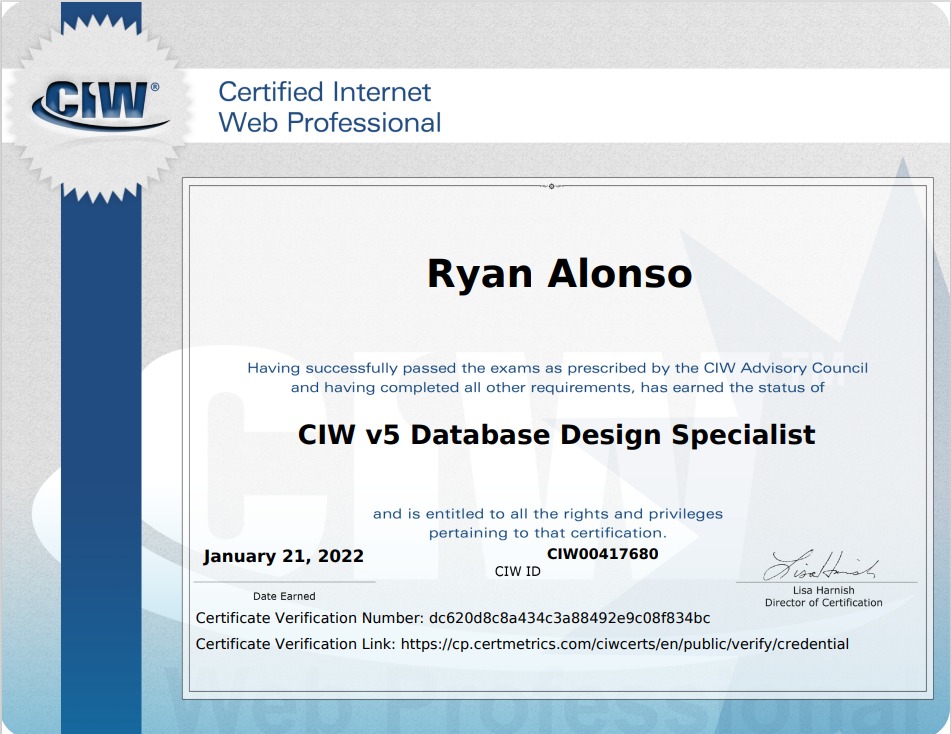 CIW®
Certified Internet
Web Professional
Ryan Alonso
Having successfully passed the exams as prescribed by the CIW Advisory Council
and having completed all other requirements, has earned the status of
CIW v5 Database Design Specialist
and is entitled to all the rights and privileges
pertaining to that certification.
January 21, 2022
Date Earned
CIW00417680
CIW ID
Lisa Harnish
Lisa Harnish
Director of Certification
Certificate Verification Number: dc620d8c8a434c3a88492e9c08f834bc
Certificate Verification Link: https://cp.certmetrics.com/ciwcerts/en/public/verify/credential
CIW™
Web Professional